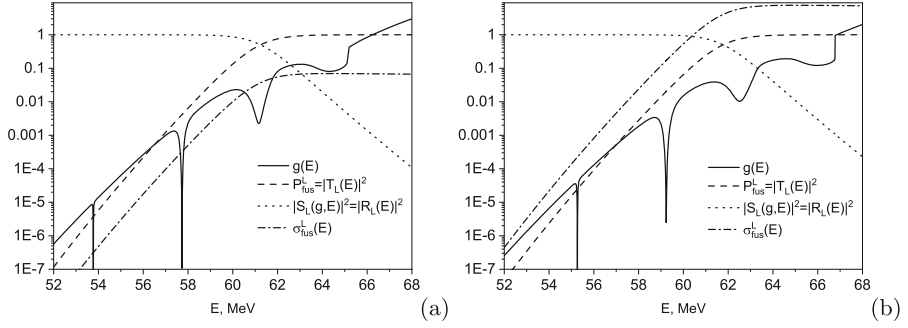 1
0.1
0.01
0.001
1E-4
1E-5
1E-6
1E-7
52 54 56 58 60 62 64 66 68
E, MeV
g(E)
P^L_fus=|T_L(E)|^2
|S_L(g,E)|^2=|R_L(E)|^2
σ^L_fus(E)
(a)
1
0.1
0.01
0.001
1E-4
1E-5
1E-6
1E-7
52 54 56 58 60 62 64 66 68
E, MeV
g(E)
P^L_fus=|T_L(E)|^2
|S_L(g,E)|^2=|R_L(E)|^2
σ^L_fus(E)
(b)